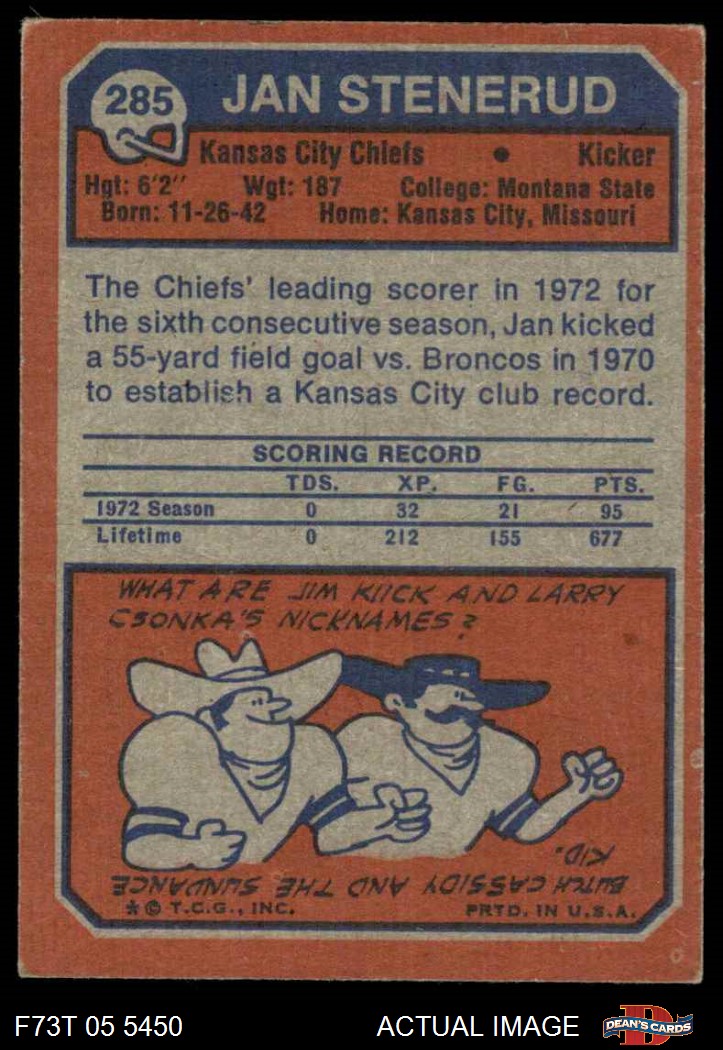 285
JAN STENERUD
Kansas City Chiefs • Kicker
Hgt: 6'2" Wgt: 187 College: Montana State
Born: 11-26-42 Home: Kansas City, Missouri
The Chiefs' leading scorer in 1972 for
the sixth consecutive season, Jan kicked
a 55-yard field goal vs. Broncos in 1970
to establish a Kansas City club record.
SCORING RECORD
TDS. XP. FG. PTS.
1972 Season 0 32 21 95
Lifetime 0 212 155 677
WHAT ARE JIM KIICK AND LARRY
CSONKA'S NICKNAMES?
BUTCH CASSIDY AND THE SUNDANCE
KID.
* © T.C.G., INC. PRTD. IN U.S.A.
F73T 05 5450 ACTUAL IMAGE
D
DEAN'S CARDS